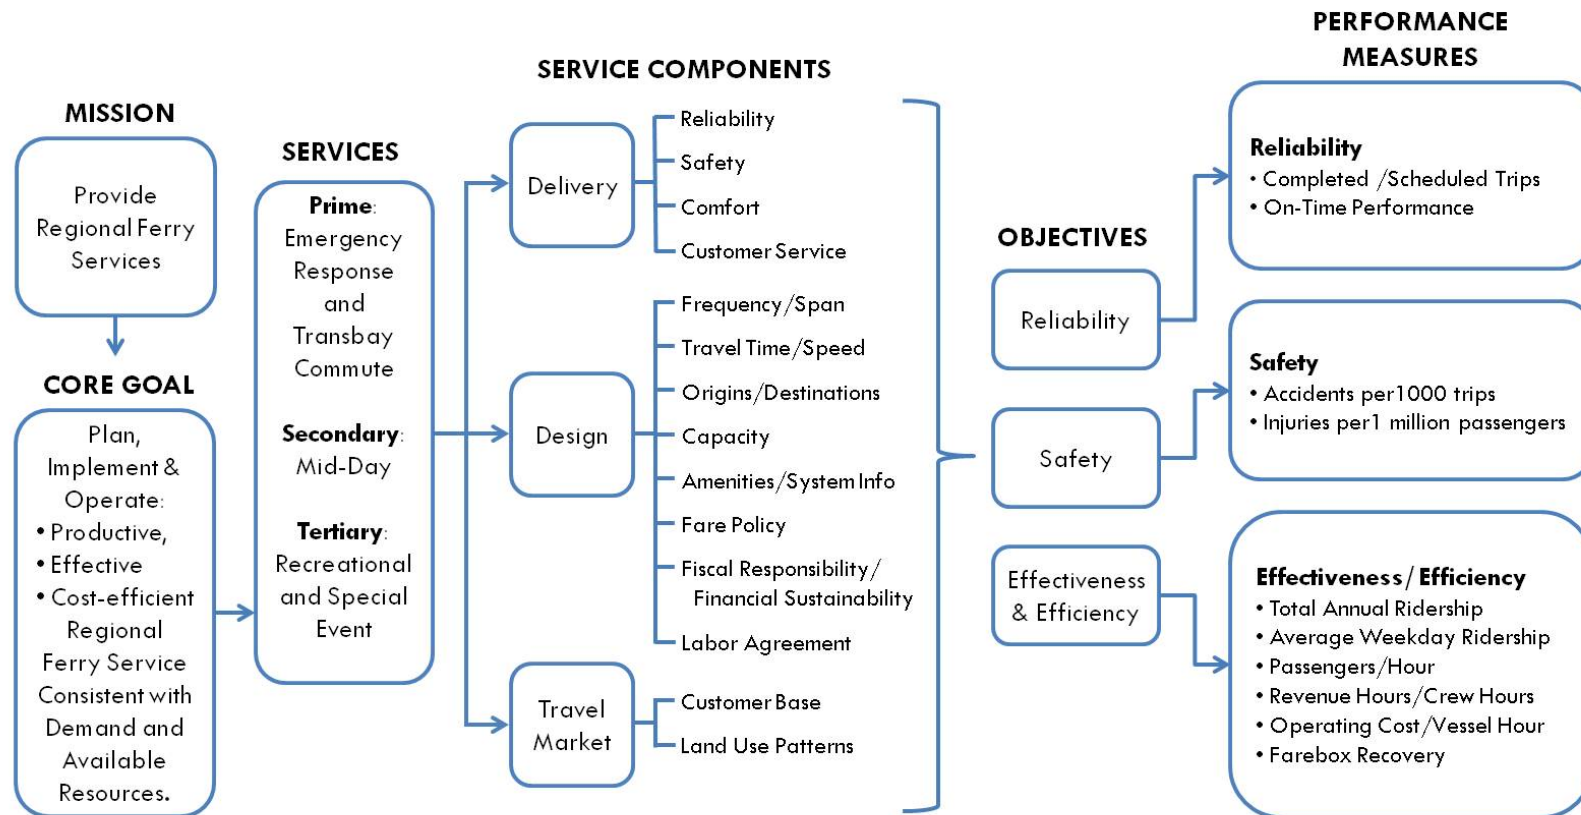 MISSION
Provide
Regional Ferry
Services
CORE GOAL
Plan,
Implement &
Operate:
• Productive,
• Effective
• Cost-efficient
Regional
Ferry Service
Consistent with
Demand and
Available
Resources.
SERVICES
Prime:
Emergency
Response
and
Transbay
Commute
Secondary:
Mid-Day
Tertiary:
Recreational
and Special
Event
SERVICE COMPONENTS
Delivery
Reliability
Safety
Comfort
Customer Service
Design
Frequency/Span
Travel Time/Speed
Origins/Destinations
Capacity
Amenities/System Info
Fare Policy
Fiscal Responsibility/
Financial Sustainability
Labor Agreement
Travel
Market
Customer Base
Land Use Patterns
OBJECTIVES
Reliability
Safety
Effectiveness
& Efficiency
PERFORMANCE
MEASURES
Reliability
• Completed /Scheduled Trips
• On-Time Performance
Safety
• Accidents per1000 trips
• Injuries per1 million passengers
Effectiveness/Efficiency
• Total Annual Ridership
• Average Weekday Ridership
• Passengers/Hour
• Revenue Hours/Crew Hours
• Operating Cost/Vessel Hour
• Farebox Recovery